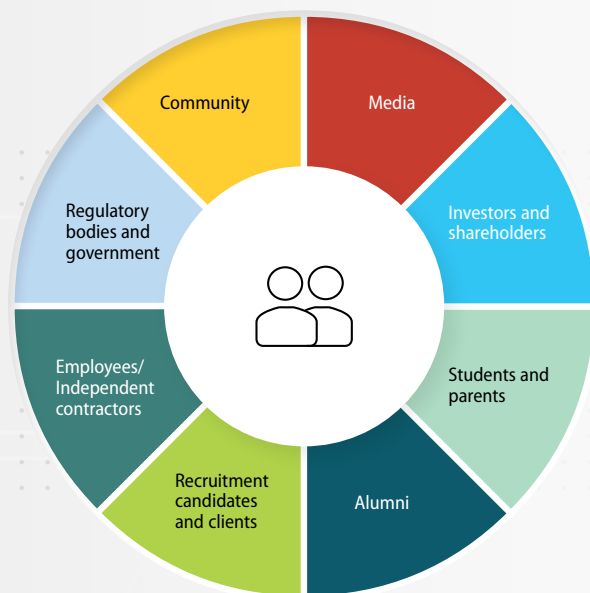 Community
Media
Regulatory
bodies and
government
Investors and
shareholders
Employees/
Independent
contractors
Students and
parents
Recruitment
candidates
and clients
Alumni